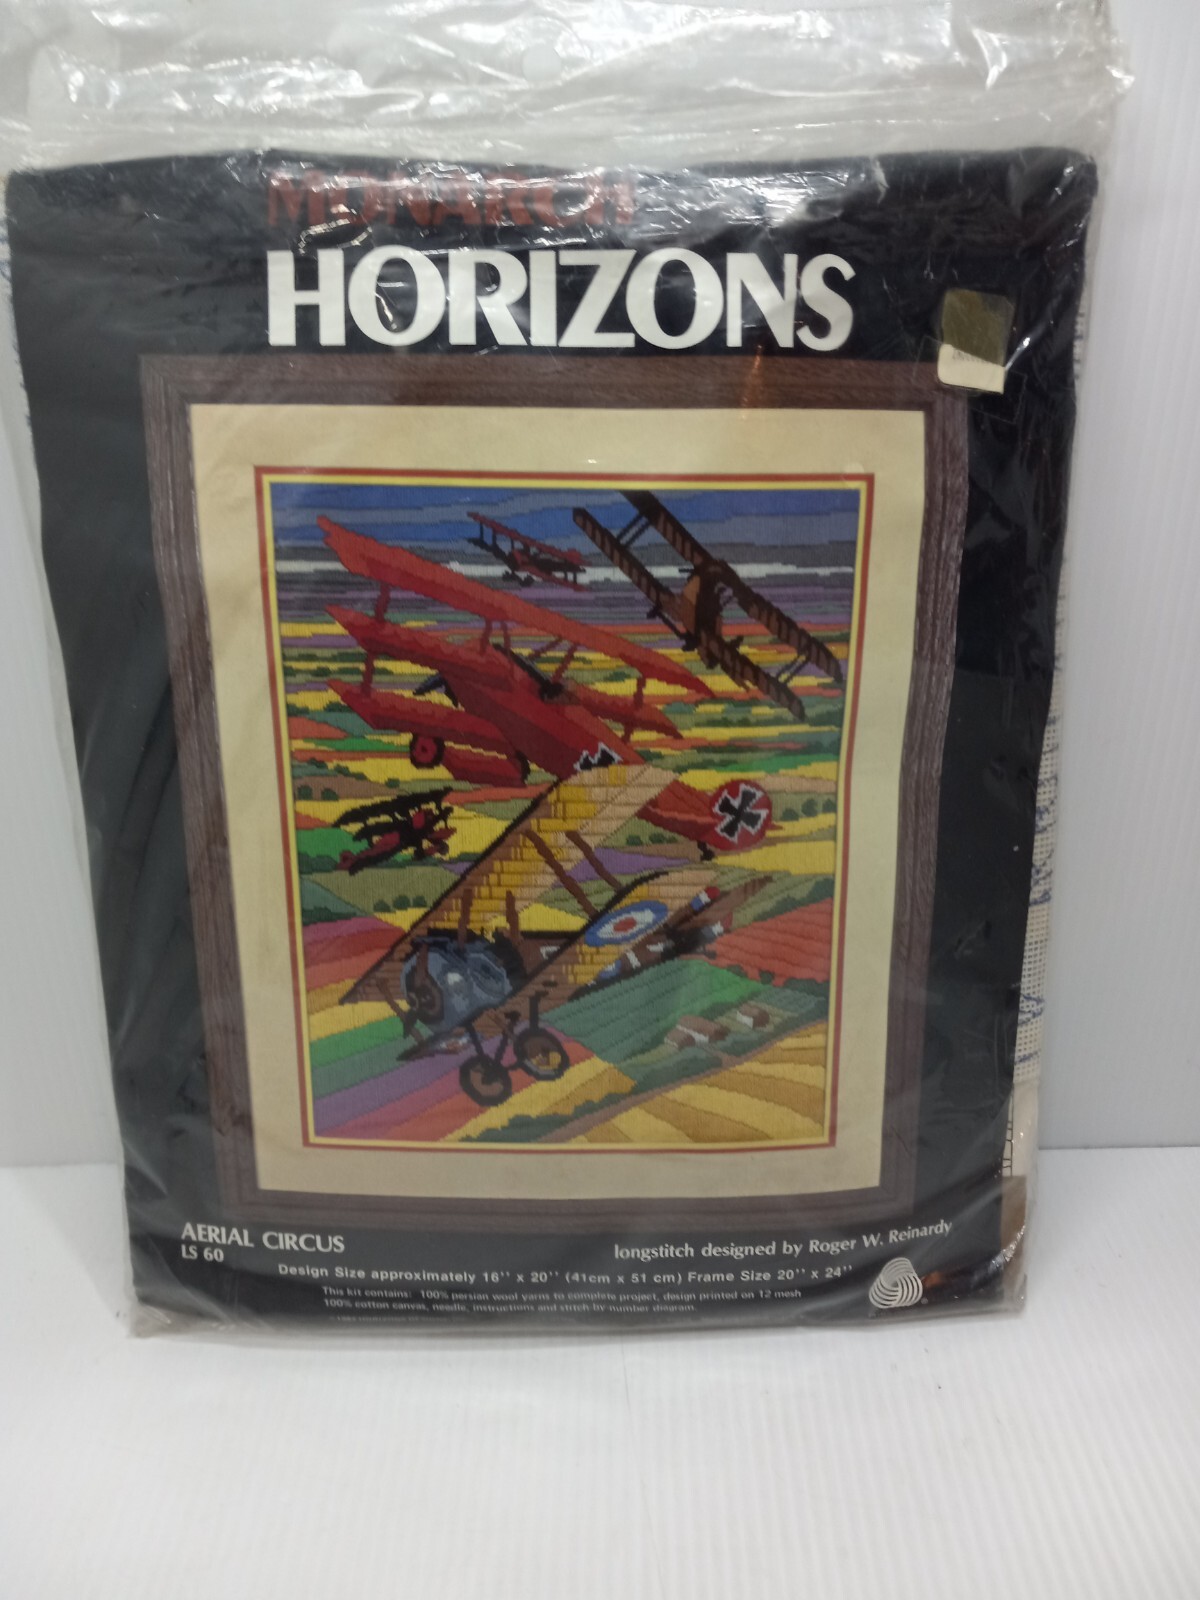 MONARCH
HORIZONS
AERIAL CIRCUS
LS 60
longstitch designed by Roger W. Reinardy
Design Size approximately 16'' x 20'' (41cm x 51 cm) Frame Size 20'' x 24''
This kit contains: 100% persian wool yarns to complete project, design printed on 12 mesh
100% cotton canvas, needle, instructions and stitch-by-number diagram.